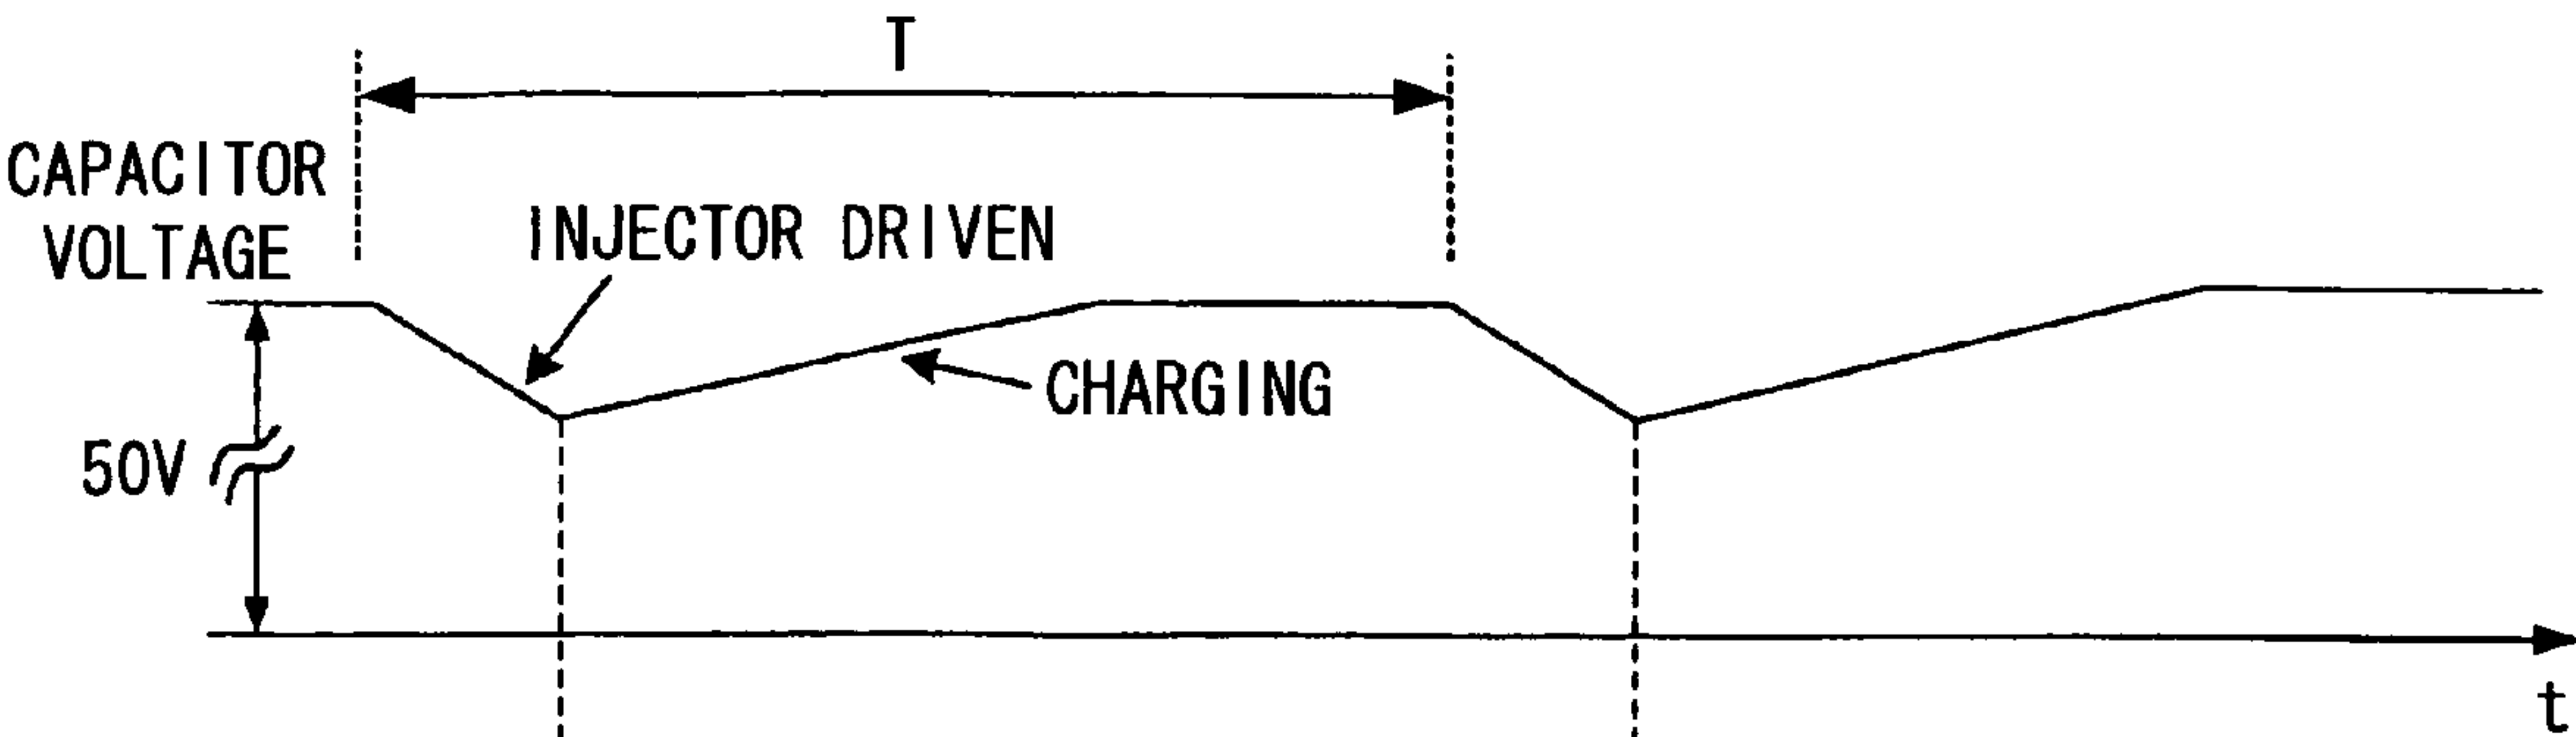 T
CAPACITOR
VOLTAGE
INJECTOR DRIVEN
CHARGING
50V
t